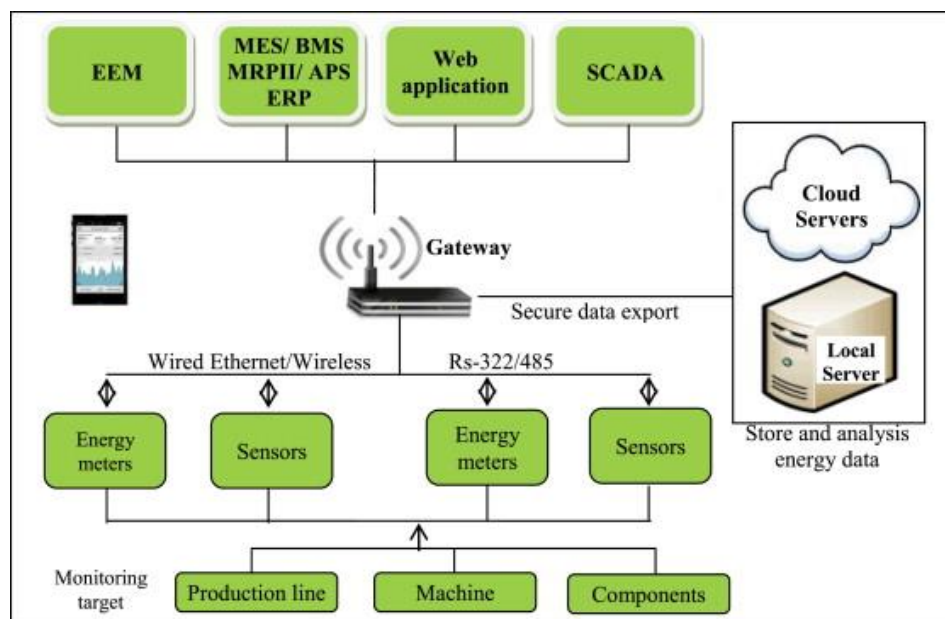 EEM
MES/ BMS
MRPII/ APS
ERP
Web
application
SCADA
Cloud
Servers
Gateway
Secure data export
Local
Server
Wired Ethernet/Wireless
Rs-322/485
Energy
meters
Sensors
Energy
meters
Sensors
Store and analysis
energy data
Monitoring
target
Production line
Machine
Components